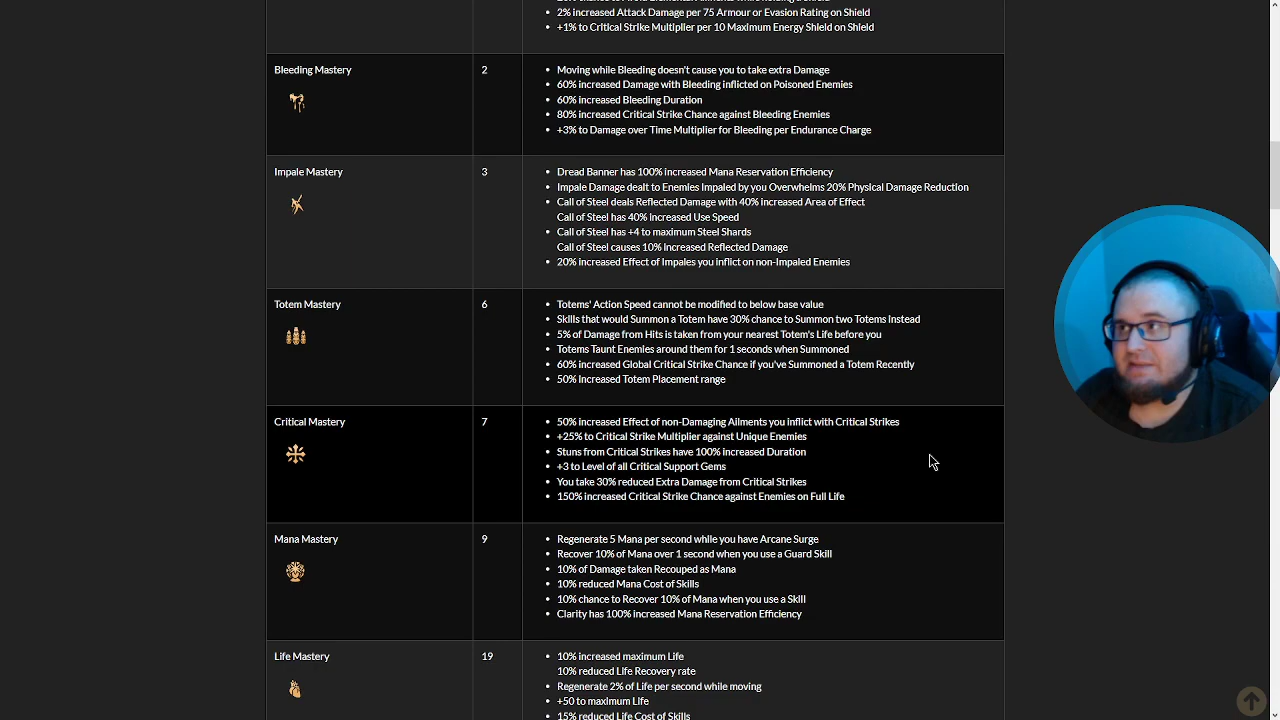 2% increased Attack Damage per 75 Armour or Evasion Rating on Shield
+1% to Critical Strike Multiplier per 10 Maximum Energy Shield on Shield
Bleeding Mastery
2
Moving while Bleeding doesn't cause you to take extra Damage
60% increased Damage with Bleeding inflicted on Poisoned Enemies
60% increased Bleeding Duration
80% increased Critical Strike Chance against Bleeding Enemies
+3% to Damage over Time Multiplier for Bleeding per Endurance Charge
Impale Mastery
3
Dread Banner has 100% increased Mana Reservation Efficiency
Impale Damage dealt to Enemies Impaled by you Overwhelms 20% Physical Damage Reduction
Call of Steel deals Reflected Damage with 40% increased Area of Effect
Call of Steel has 40% increased Use Speed
Call of Steel has +4 to maximum Steel Shards
Call of Steel causes 10% increased Reflected Damage
20% increased Effect of Impales you inflict on non-Impaled Enemies
Totem Mastery
6
Totems' Action Speed cannot be modified to below base value
Skills that would Summon a Totem have 30% chance to Summon two Totems Instead
5% of Damage from Hits is taken from your nearest Totem's Life before you
Totems Taunt Enemies around them for 1 seconds when Summoned
60% increased Global Critical Strike Chance if you've Summoned a Totem Recently
50% increased Totem Placement range
Critical Mastery
7
50% increased Effect of non-Damaging Ailments you inflict with Critical Strikes
+25% to Critical Strike Multiplier against Unique Enemies
Stuns from Critical Strikes have 100% increased Duration
+3 to Level of all Critical Support Gems
You take 30% reduced Extra Damage from Critical Strikes
150% increased Critical Strike Chance against Enemies on Full Life
Mana Mastery
9
Regenerate 5 Mana per second while you have Arcane Surge
Recover 10% of Mana over 1 second when you use a Guard Skill
10% of Damage taken Recouped as Mana
10% reduced Mana Cost of Skills
10% chance to Recover 10% of Mana when you use a Skill
Clarity has 100% increased Mana Reservation Efficiency
Life Mastery
19
10% increased maximum Life
10% reduced Life Recovery rate
Regenerate 2% of Life per second while moving
+50 to maximum Life
15% reduced Life Cost of Skills